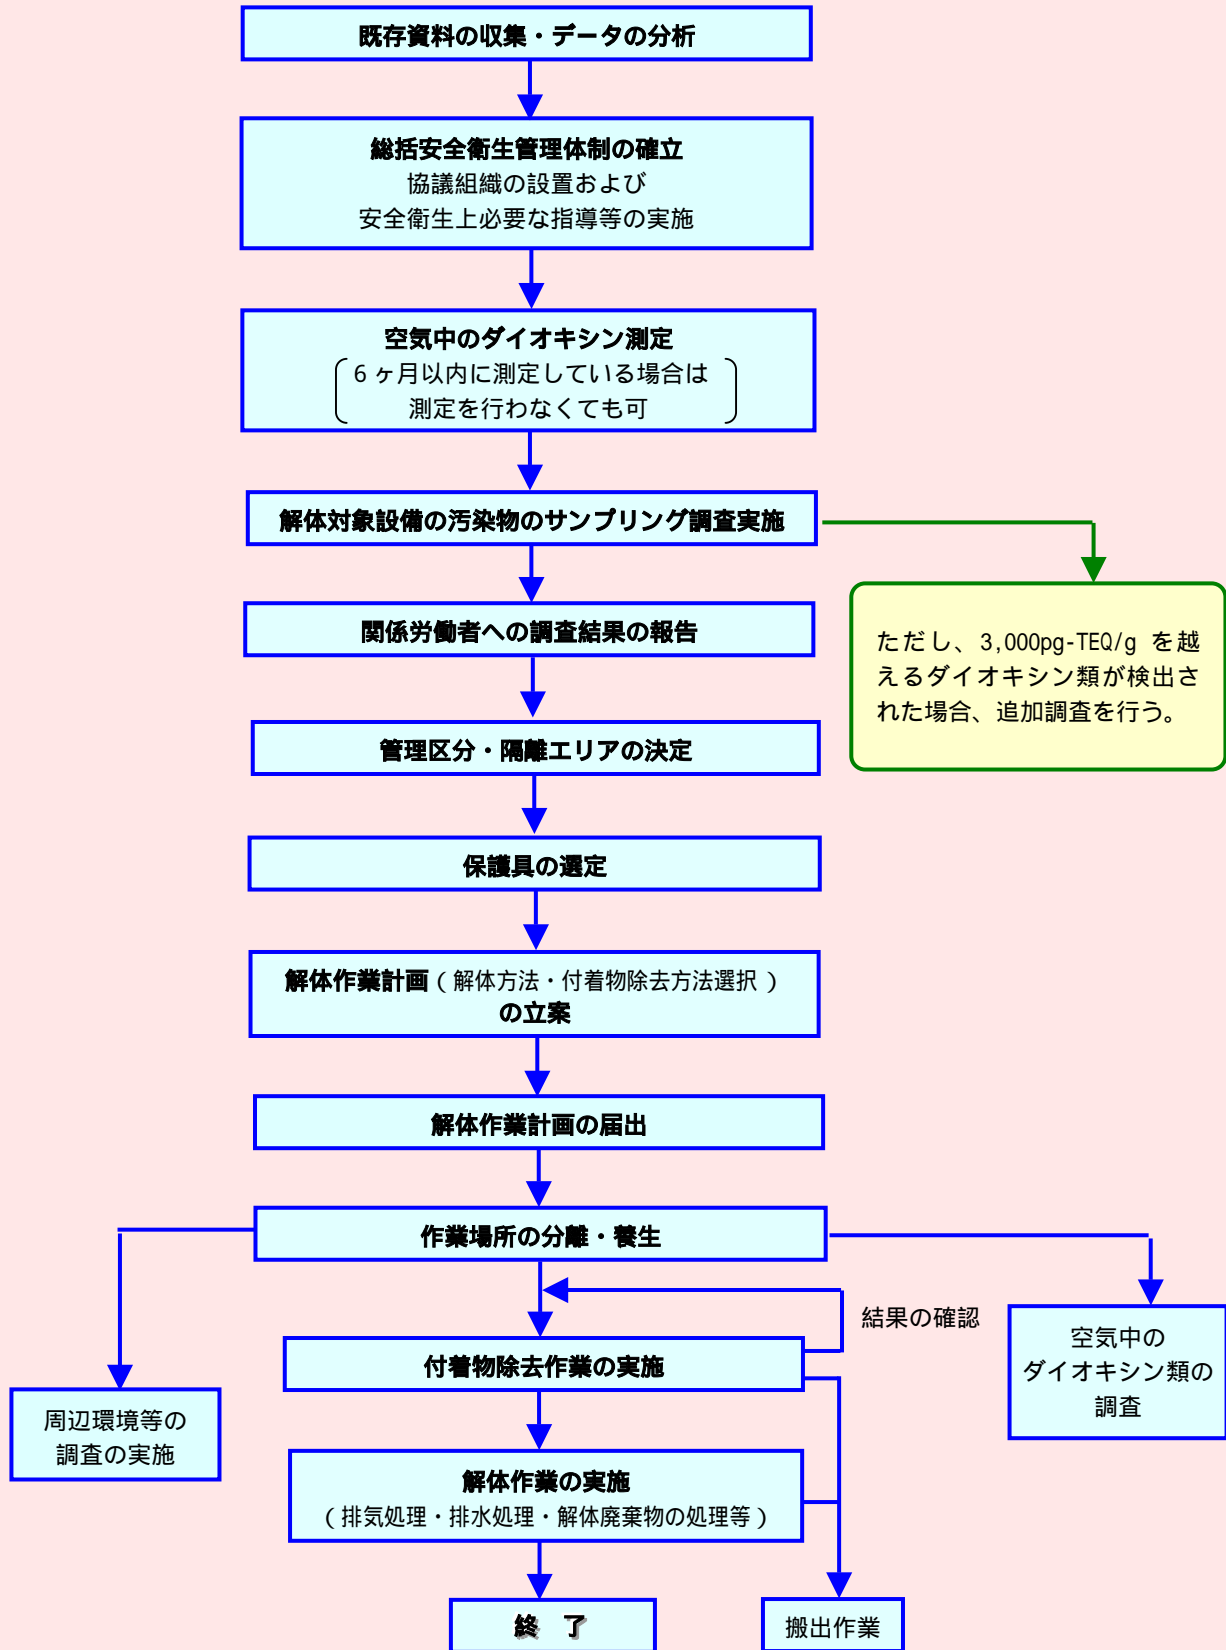 既存資料の収集・データの分析
総括安全衛生管理体制の確立
協議組織の設置および
安全衛生上必要な指導等の実施
空気中のダイオキシン測定
6ヶ月以内に測定している場合は
測定を行わなくても可
解体対象設備の汚染物のサンプリング調査実施
関係労働者への調査結果の報告
ただし、3,000pg-TEQ/g を越
えるダイオキシン類が検出さ
れた場合、追加調査を行う。
管理区分・隔離エリアの決定
保護具の選定
解体作業計画(解体方法・付着物除去方法選択)
の立案
解体作業計画の届出
作業場所の分離・養生
結果の確認
空気中の
ダイオキシン類の
調査
付着物除去作業の実施
周辺環境等の
調査の実施
解体作業の実施
(排気処理・排水処理・解体廃棄物の処理等)
終 了
搬出作業